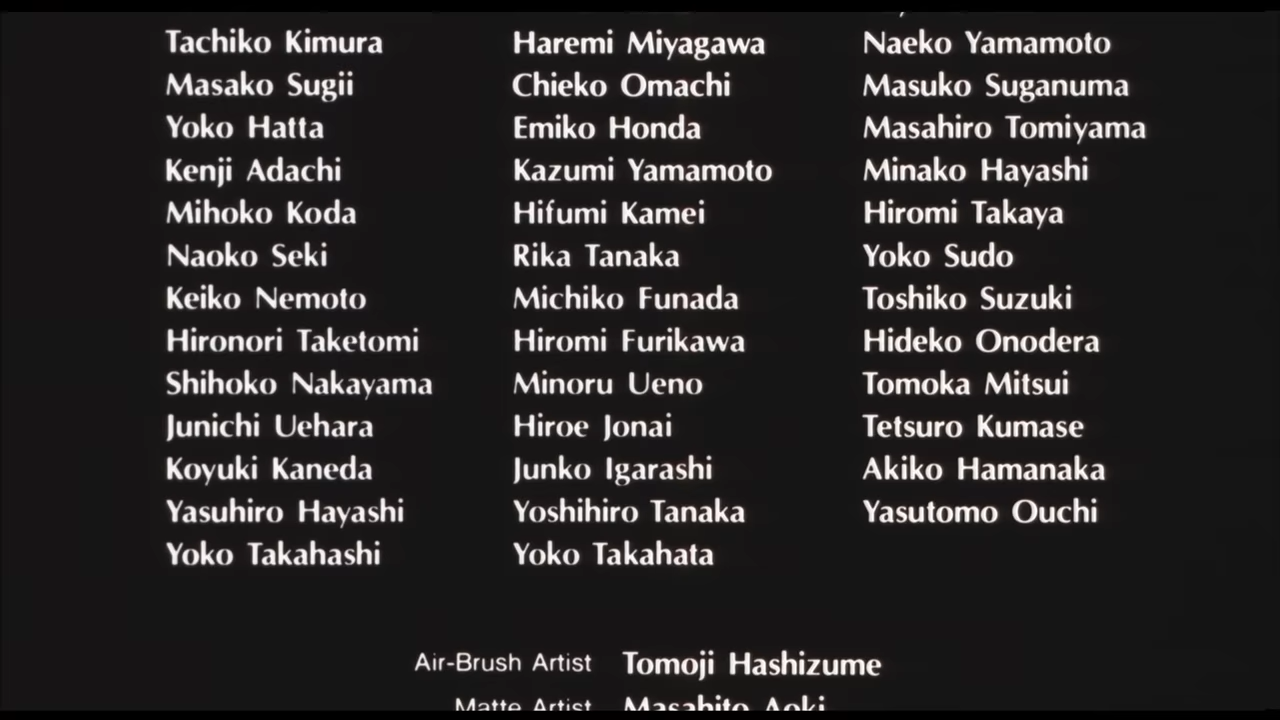 Tachiko Kimura Haremi Miyagawa Naeko Yamamoto
Masako Sugii Chieko Omachi Masuko Suganuma
Yoko Hatta Emiko Honda Masahiro Tomiyama
Kenji Adachi Kazumi Yamamoto Minako Hayashi
Mihoko Koda Hifumi Kamei Hiromi Takaya
Naoko Seki Rika Tanaka Yoko Sudo
Keiko Nemoto Michiko Funada Toshiko Suzuki
Hironori Taketomi Hiromi Furikawa Hideko Onodera
Shihoko Nakayama Minoru Ueno Tomoka Mitsui
Junichi Uehara Hiroe Jonai Tetsuro Kumase
Koyuki Kaneda Junko Igarashi Akiko Hamanaka
Yasuhiro Hayashi Yoshihiro Tanaka Yasutomo Ouchi
Yoko Takahashi Yoko Takahata
Air-Brush Artist Tomoji Hashizume
Matte Artist Masahito Aoki